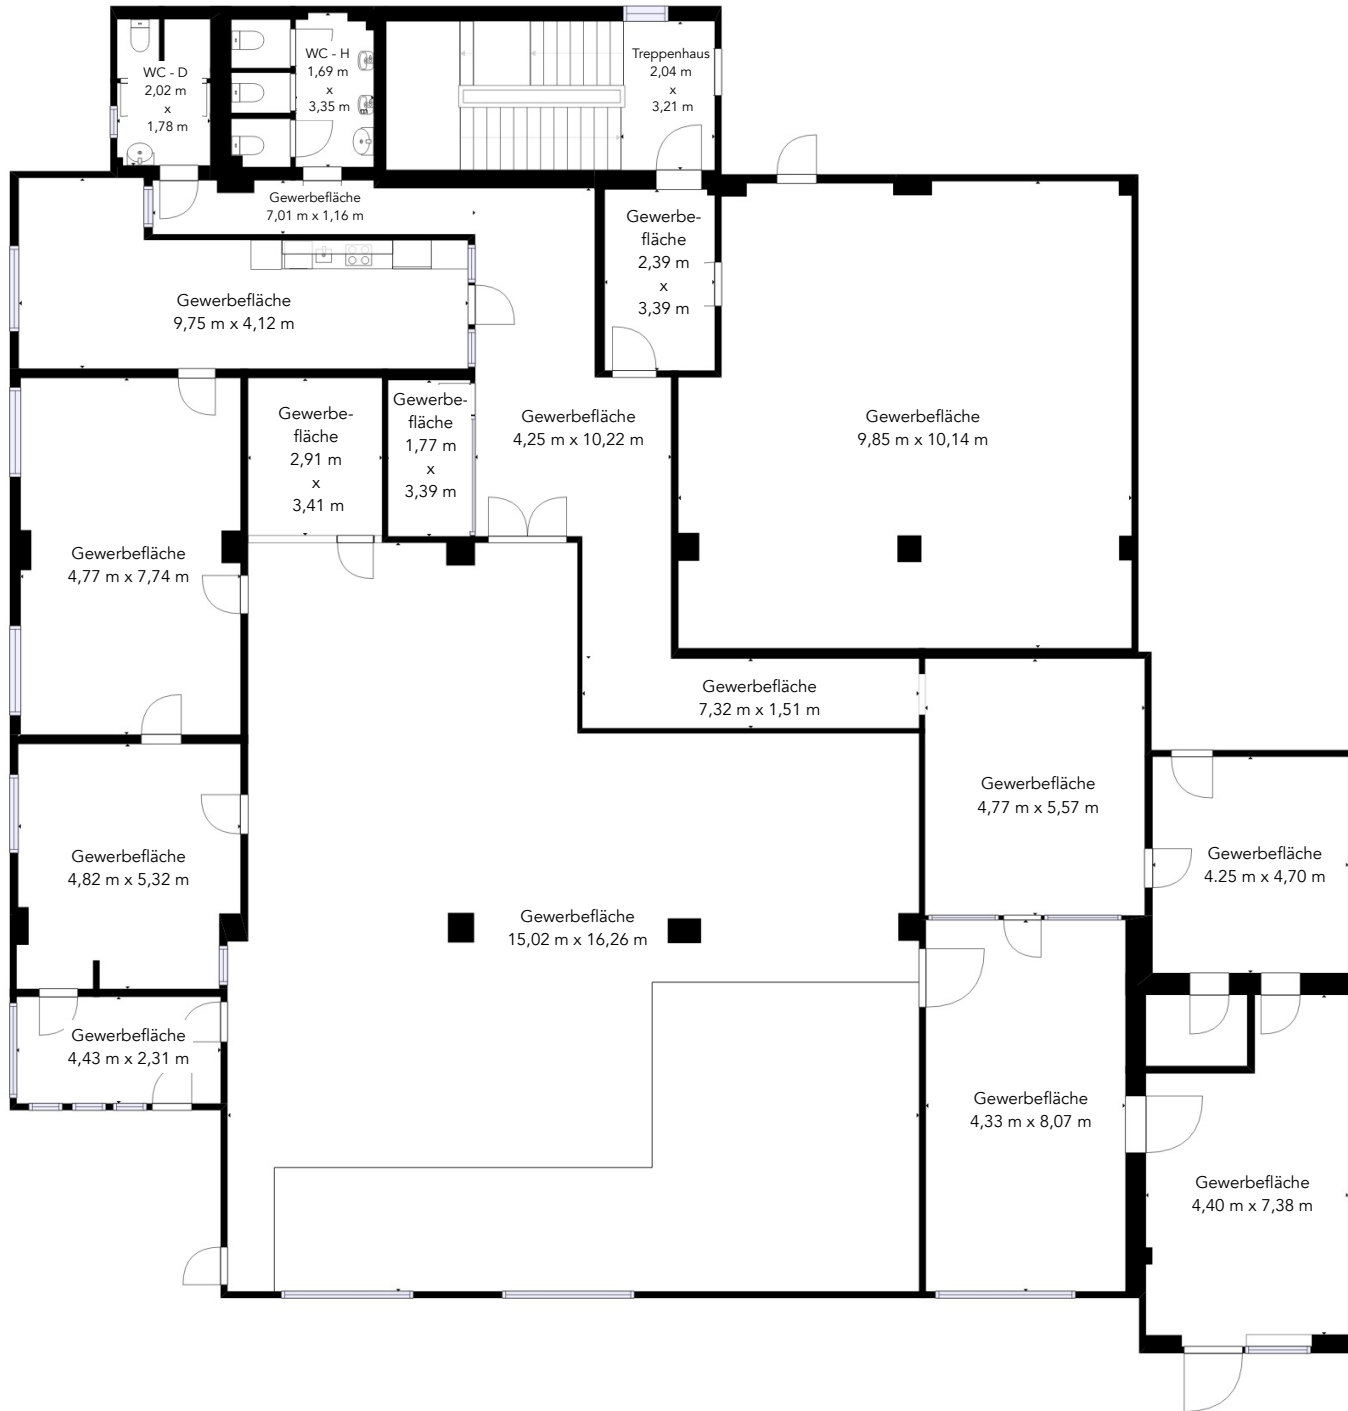 WC - D
2,02 m
x
1,78 m
WC - H
1,69 m
x
3,35 m
Treppenhaus
2,04 m
x
3,21 m
Gewerbefläche
7,01 m x 1,16 m
Gewerbe-
fläche
2,39 m
x
3,39 m
Gewerbefläche
9,75 m x 4,12 m
Gewerbe-
fläche
2,91 m
x
3,41 m
Gewerbe-
fläche
1,77 m
x
3,39 m
Gewerbefläche
4,25 m x 10,22 m
Gewerbefläche
9,85 m x 10,14 m
Gewerbefläche
4,77 m x 7,74 m
Gewerbefläche
7,32 m x 1,51 m
Gewerbefläche
4,77 m x 5,57 m
Gewerbefläche
4,82 m x 5,32 m
Gewerbefläche
4.25 m x 4,70 m
Gewerbefläche
15,02 m x 16,26 m
Gewerbefläche
4,43 m x 2,31 m
Gewerbefläche
4,33 m x 8,07 m
Gewerbefläche
4,40 m x 7,38 m